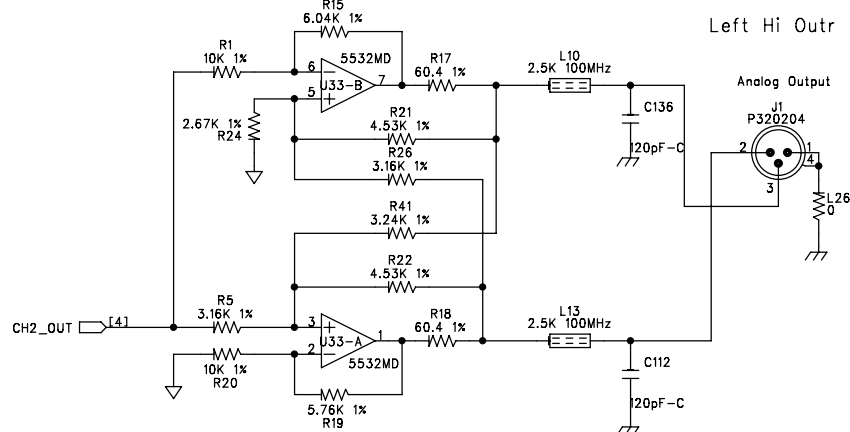 R15
6.04K 1%
Left Hi Outr
R1
10K 1%
5532MD
R17
60.4 1%
L10
2.5K 100MHz
6
U33-B
7
5
Analog Output
C136
J1
P320204
2.67K 1%
R24
R21
4.53K 1%
R26
3.16K 1%
120pF-C
2
1
4
3
R41
3.24K 1%
L26
0
R22
4.53K 1%
CH2_OUT
[4]
R5
3.16K 1%
3
U33-A
1
2
R18
60.4 1%
L13
2.5K 100MHz
10K 1%
R20
5532MD
C112
5.76K 1%
R19
120pF-C